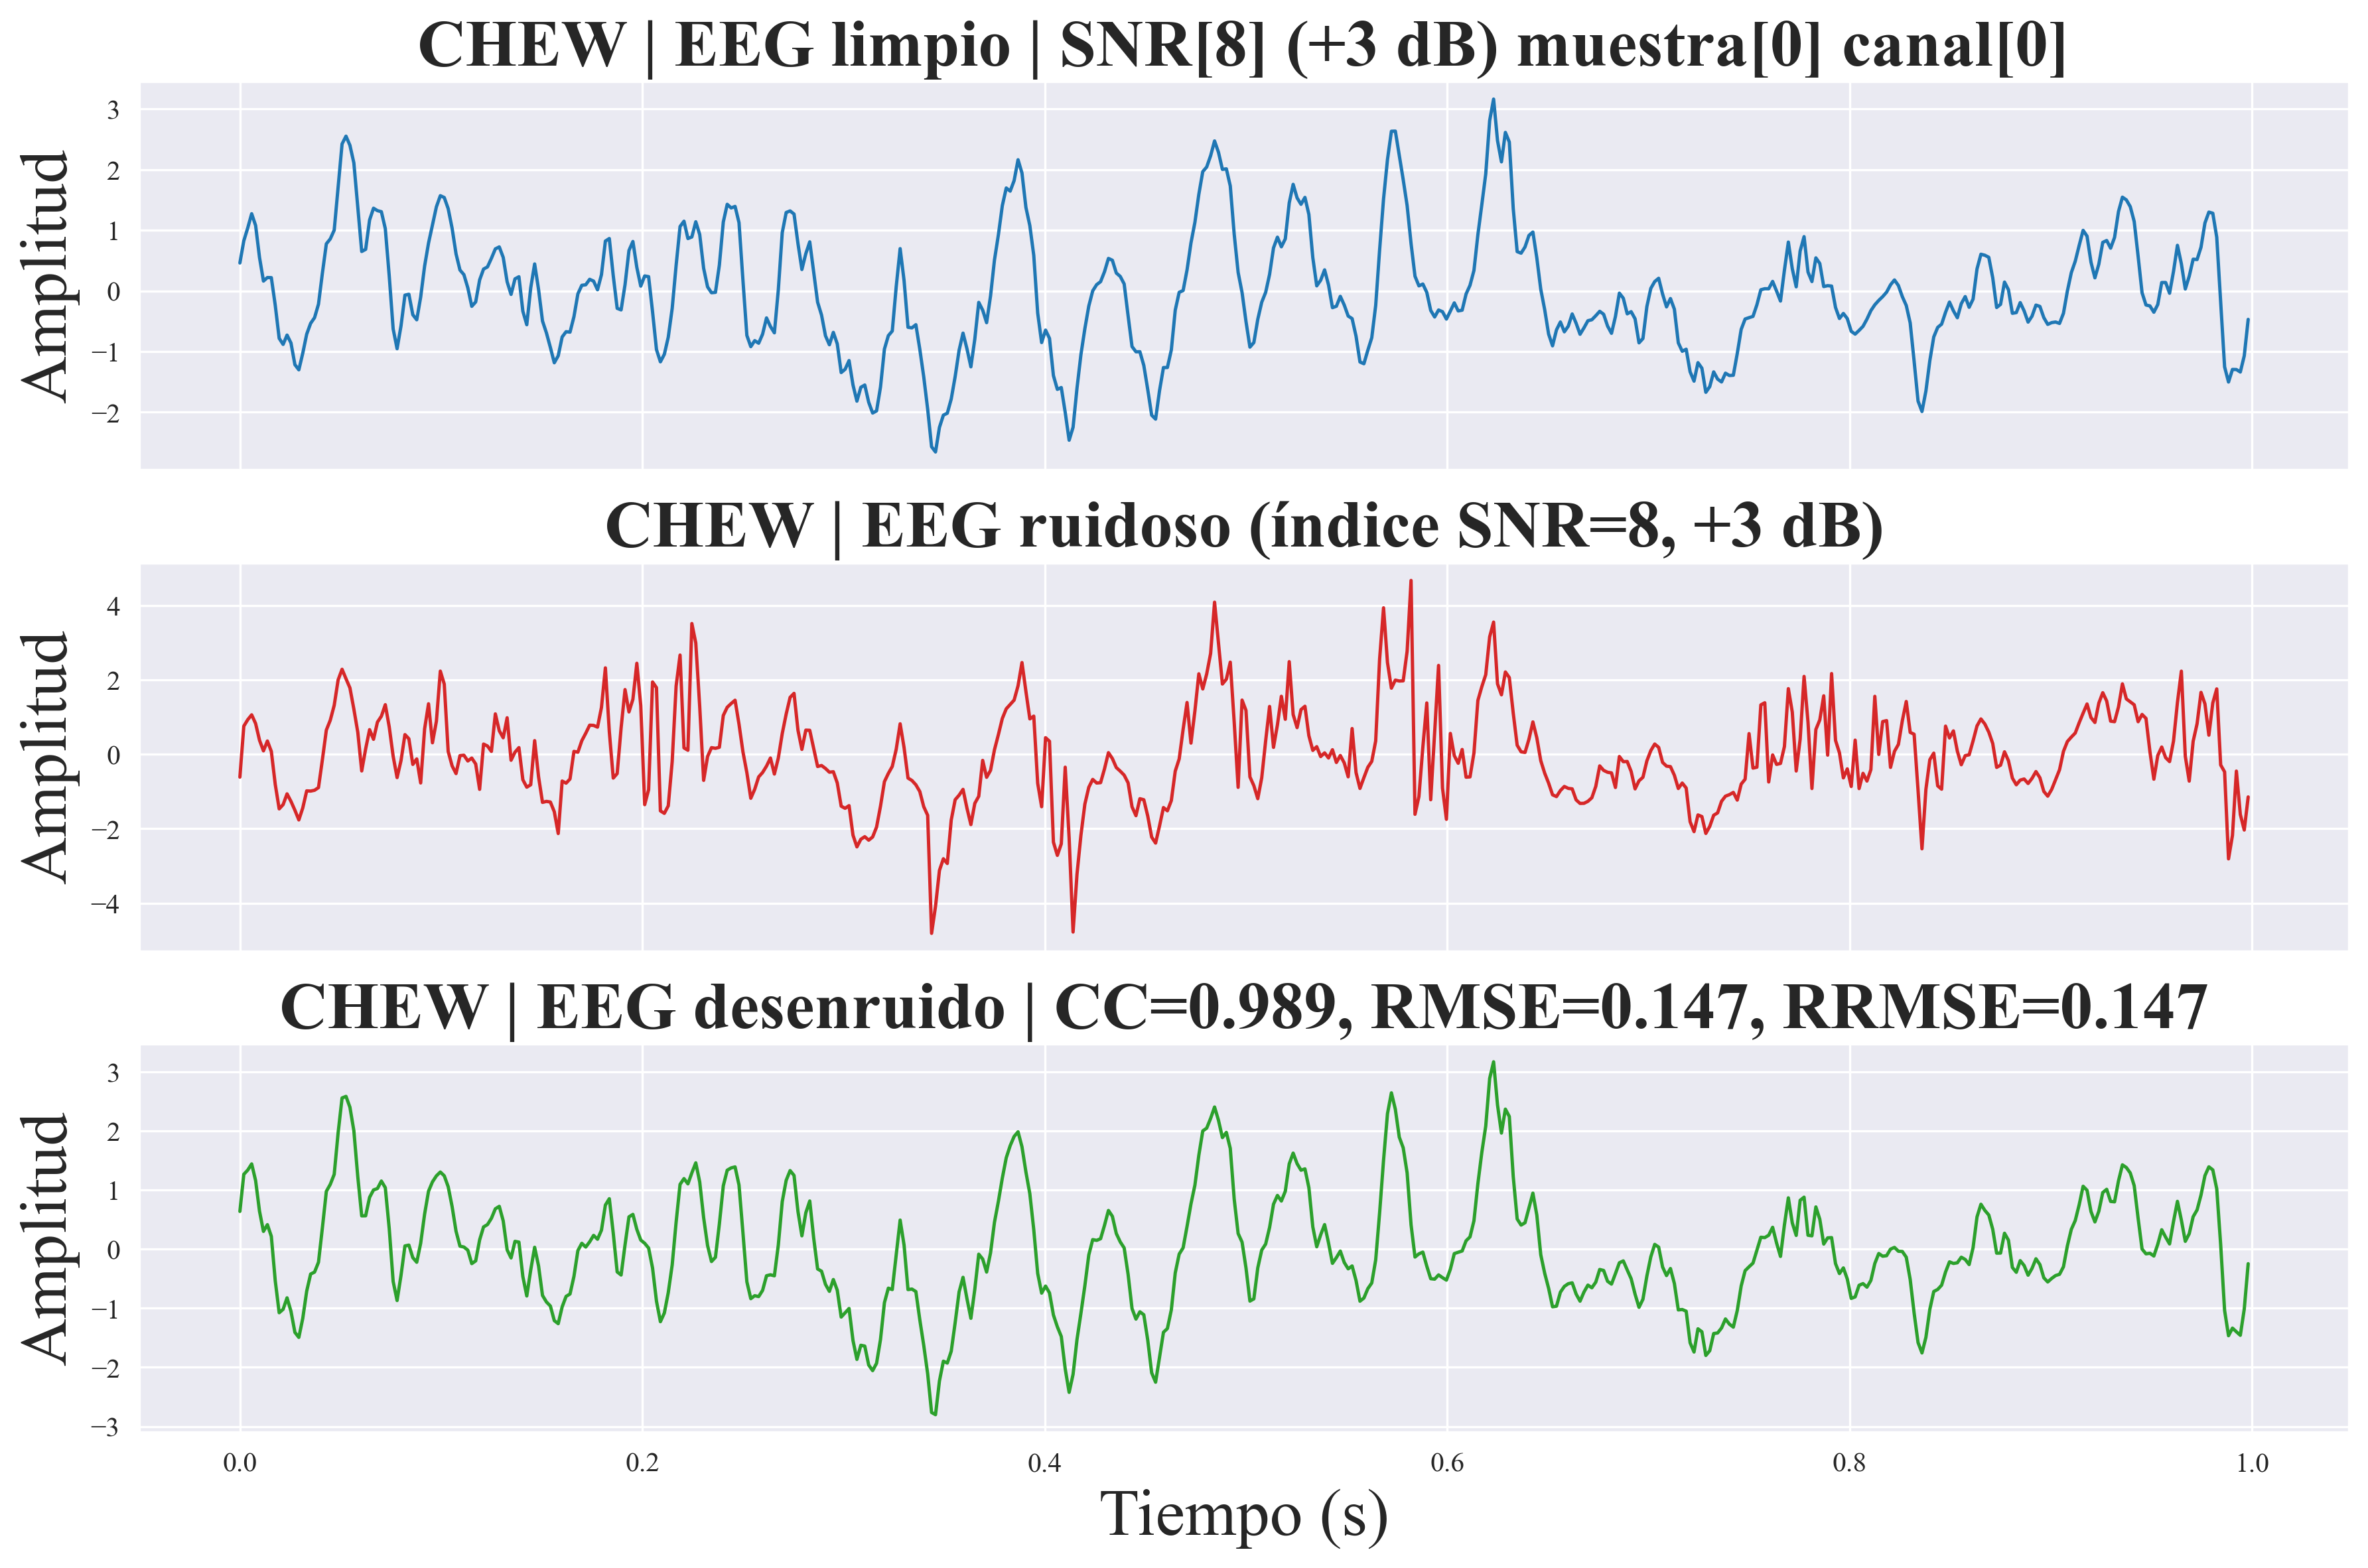 CHEW | EEG limpio | SNR[8] (+3 dB) muestra[0] canal[0]
Amplitud
3
2
1
0
−1
−2
CHEW | EEG ruidoso (índice SNR=8, +3 dB)
Amplitud
4
2
0
−2
−4
CHEW | EEG desenruido | CC=0.989, RMSE=0.147, RRMSE=0.147
Amplitud
3
2
1
0
−1
−2
−3
0.0 0.2 0.4 0.6 0.8 1.0
Tiempo (s)